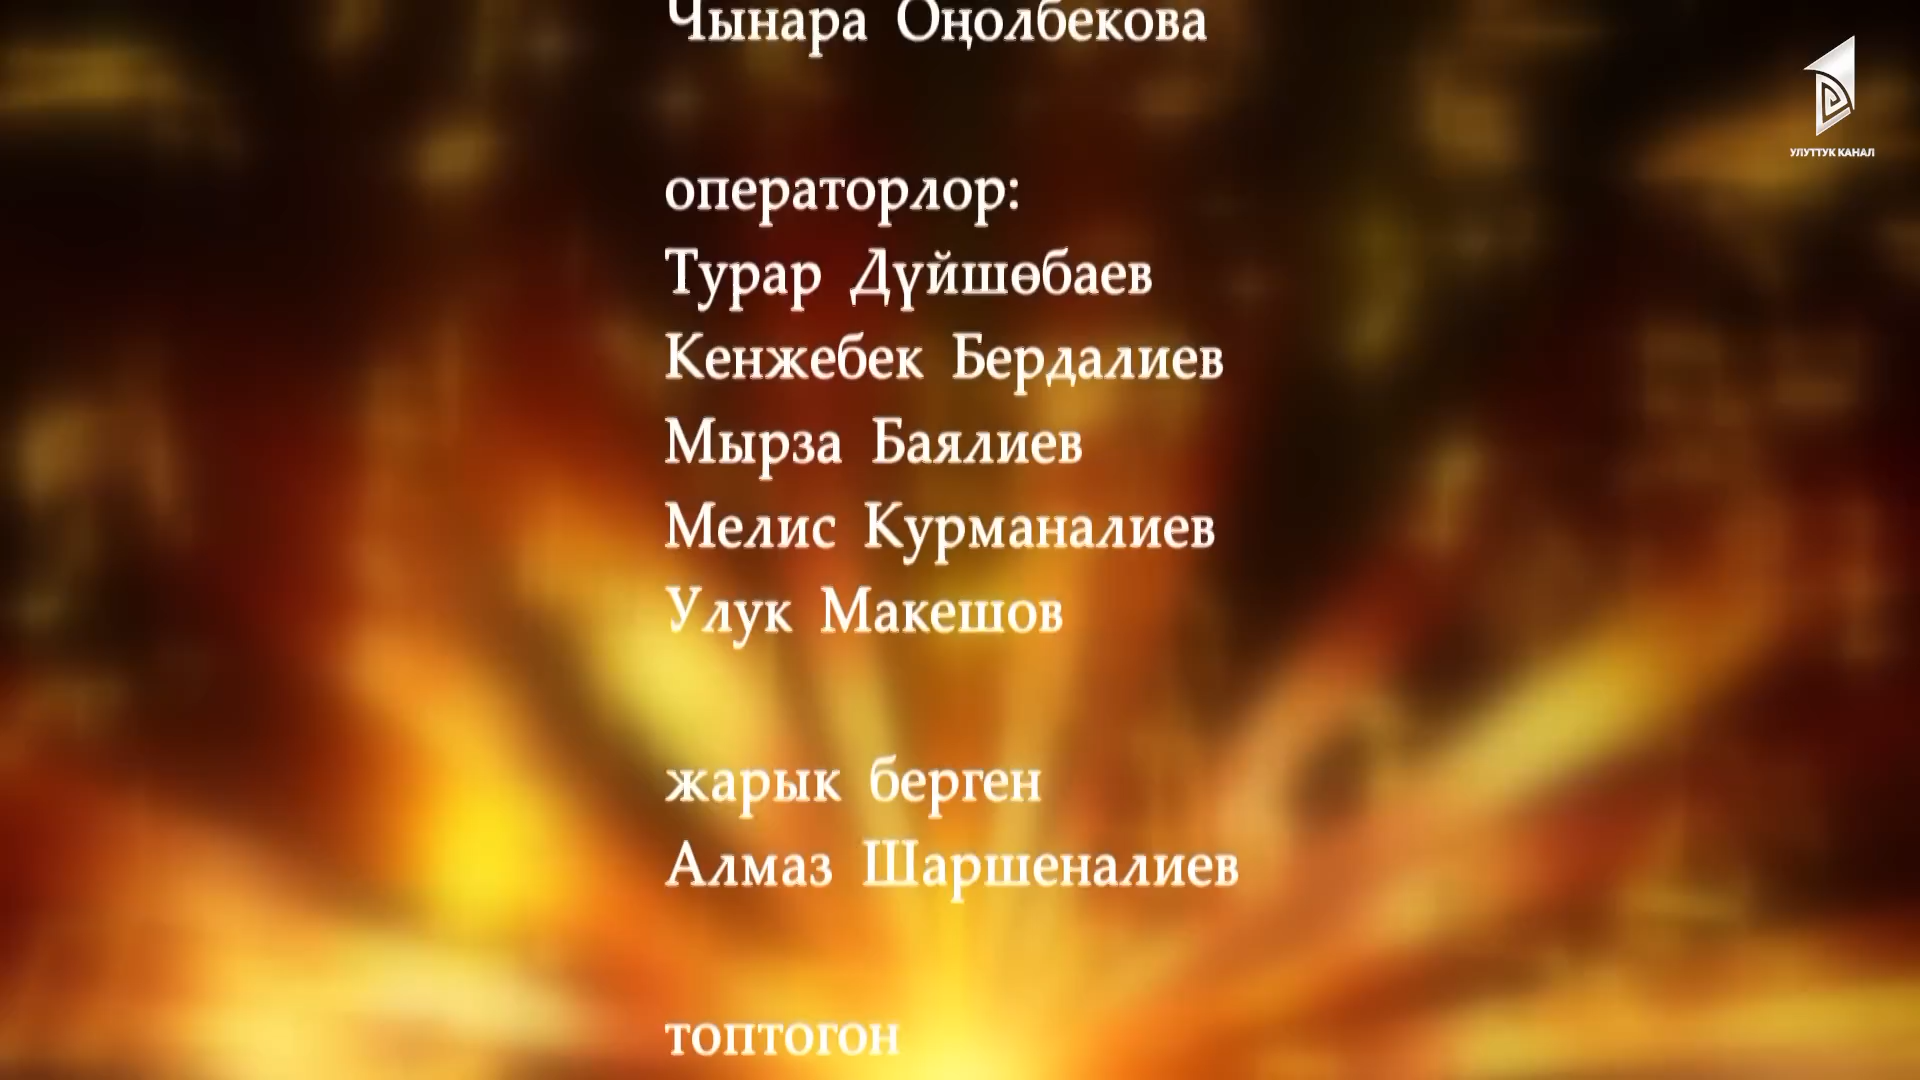 Чынара Оңолбекова
УЛУТТУК КАНАЛ
операторлор:
Турар Дүйшөбаев
Кенжебек Бердалиев
Мырза Баялиев
Мелис Курманалиев
Улук Макешов
жарык берген
Алмаз Шаршеналиев
топтогон